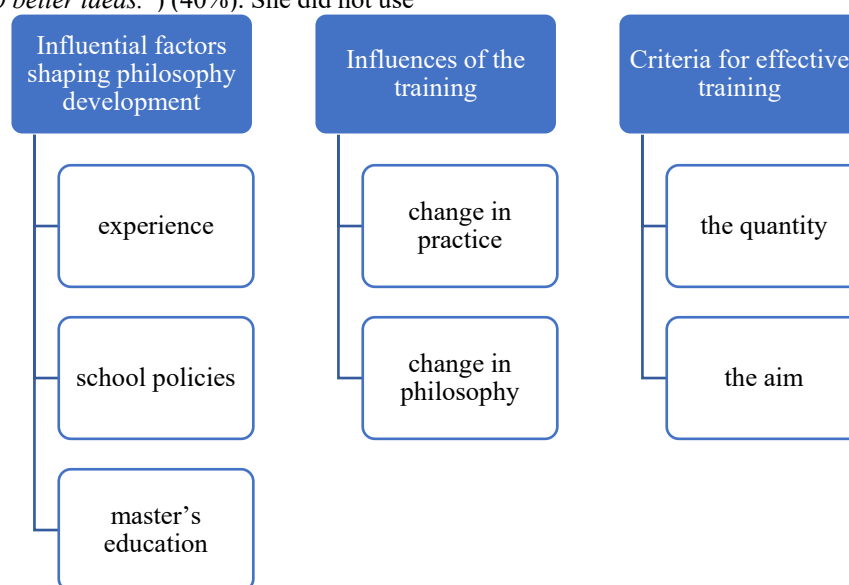 better ideas.") (40%). She did not use
Influential factors
shaping philosophy
development
experience
school policies
master's
education
Influences of the
training
change in
practice
change in
philosophy
Criteria for effective
training
the quantity
the aim